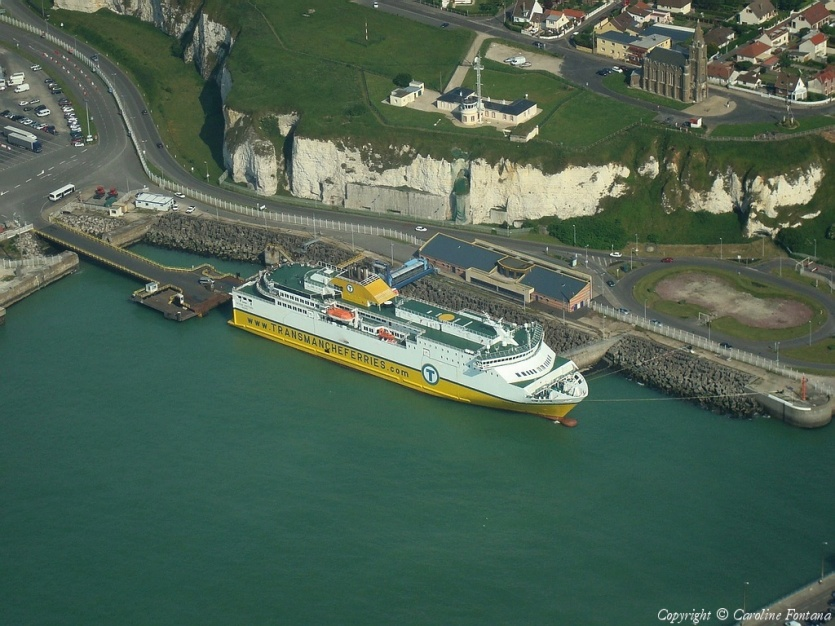 www.TRANSMANCHEFERRIES.com
T
T
Copyright © Caroline Fontana